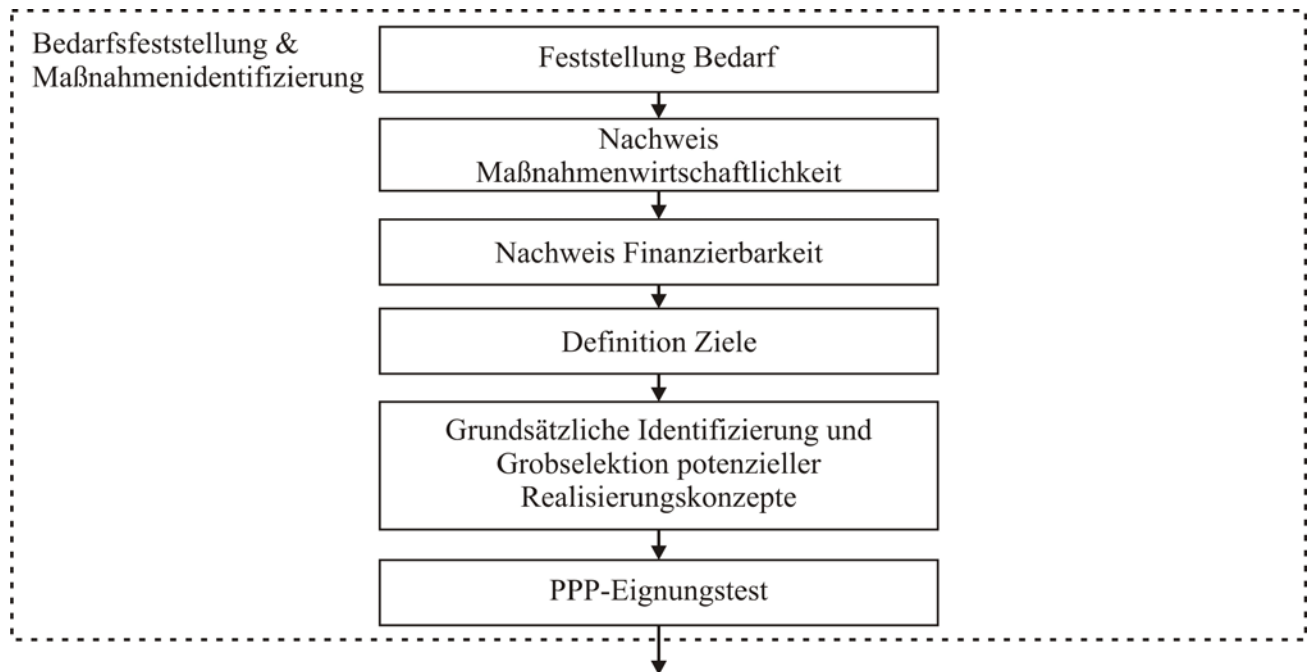 Bedarfsfeststellung &
Maßnahmenidentifizierung
Feststellung Bedarf
Nachweis
Maßnahmenwirtschaftlichkeit
Nachweis Finanzierbarkeit
Definition Ziele
Grundsätzliche Identifizierung und
Grobselektion potenzieller
Realisierungskonzepte
PPP-Eignungstest